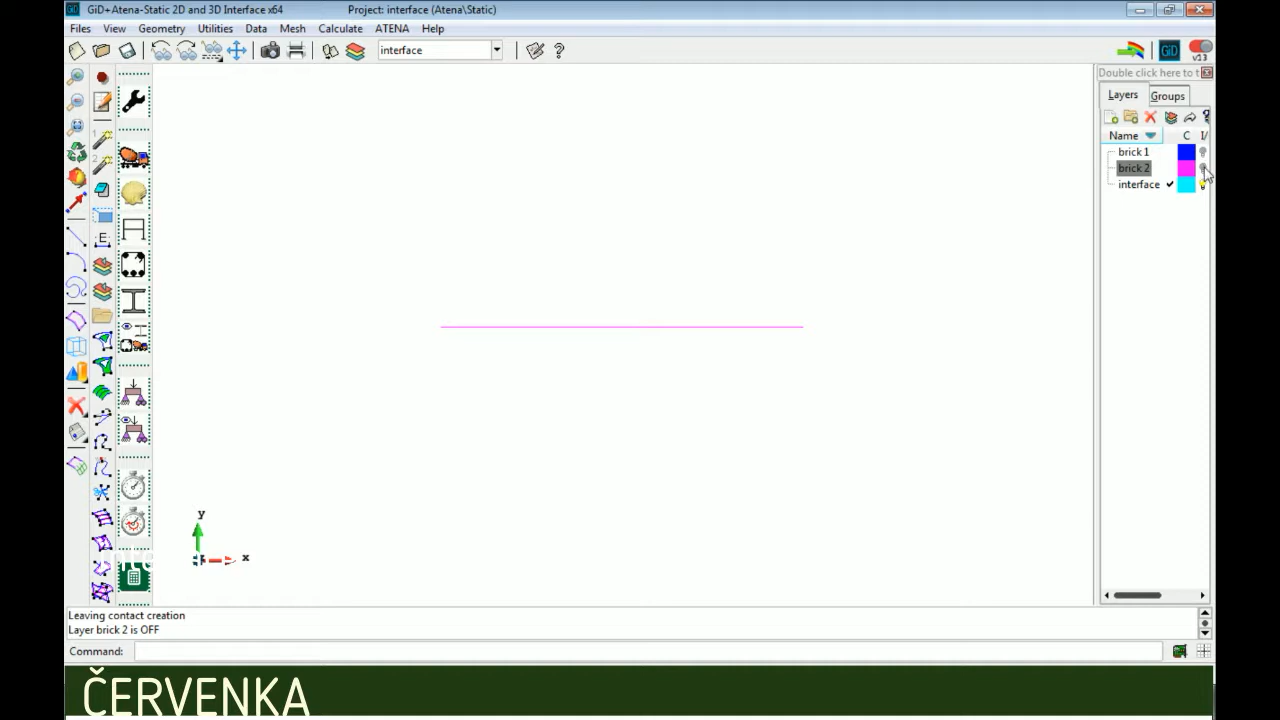 GiD+Atena-Static 2D and 3D Interface x64 Project: interface (Atena\Static)
Files View Geometry Utilities Data Mesh Calculate ATENA Help
interface
GiD
v13
Double click here to t
Layers Groups
Name C I/
brick 1
brick 2
interface
E
y
x
Leaving contact creation
Layer brick 2 is OFF
Command:
ČERVENKA